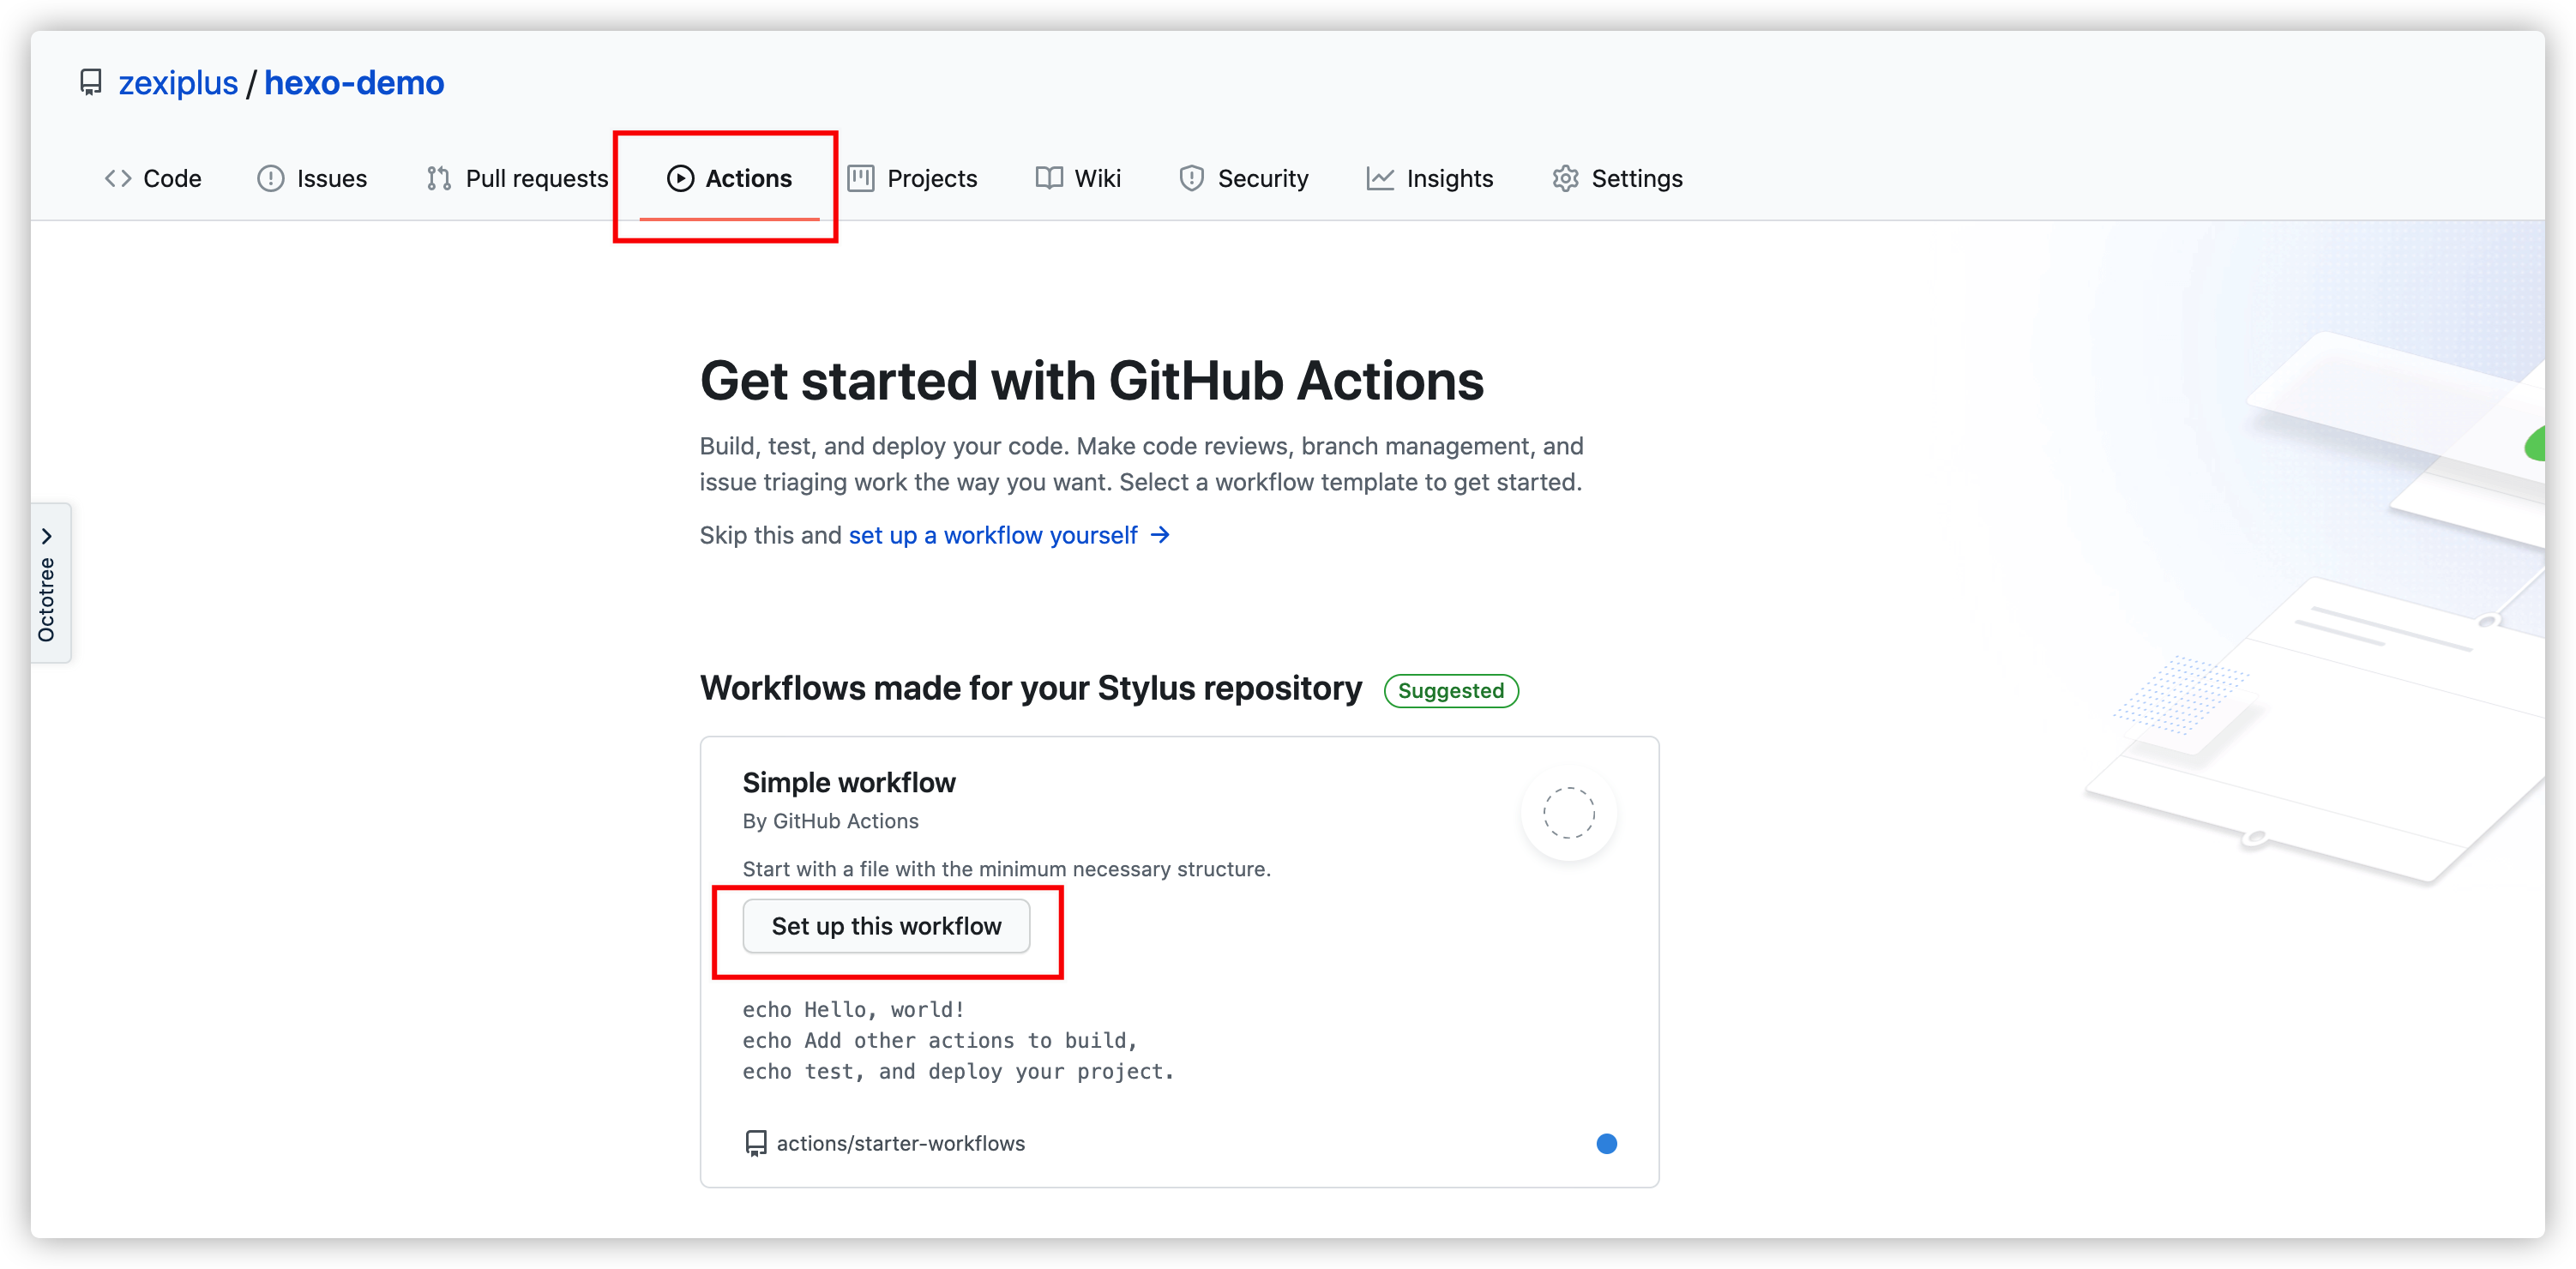 zexiplus / hexo-demo
Code Issues Pull requests Actions Projects Wiki Security Insights Settings
Get started with GitHub Actions
Build, test, and deploy your code. Make code reviews, branch management, and
issue triaging work the way you want. Select a workflow template to get started.
Skip this and set up a workflow yourself →
Octotree
Workflows made for your Stylus repository Suggested
Simple workflow
By GitHub Actions
Start with a file with the minimum necessary structure.
Set up this workflow
echo Hello, world!
echo Add other actions to build,
echo test, and deploy your project.
actions/starter-workflows